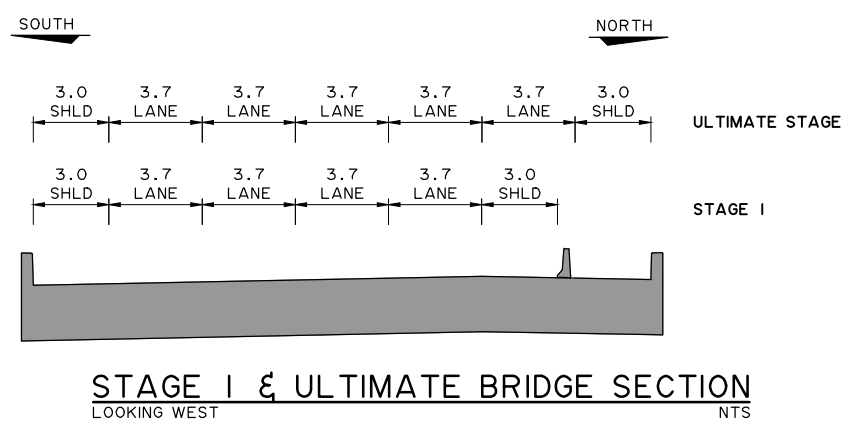 SOUTH NORTH
3.0 3.7 3.7 3.7 3.7 3.7 3.0
SHLD LANE LANE LANE LANE LANE SHLD
ULTIMATE STAGE
3.0 3.7 3.7 3.7 3.7 3.0
SHLD LANE LANE LANE LANE SHLD
STAGE I
STAGE I & ULTIMATE BRIDGE SECTION
LOOKING WEST NTS